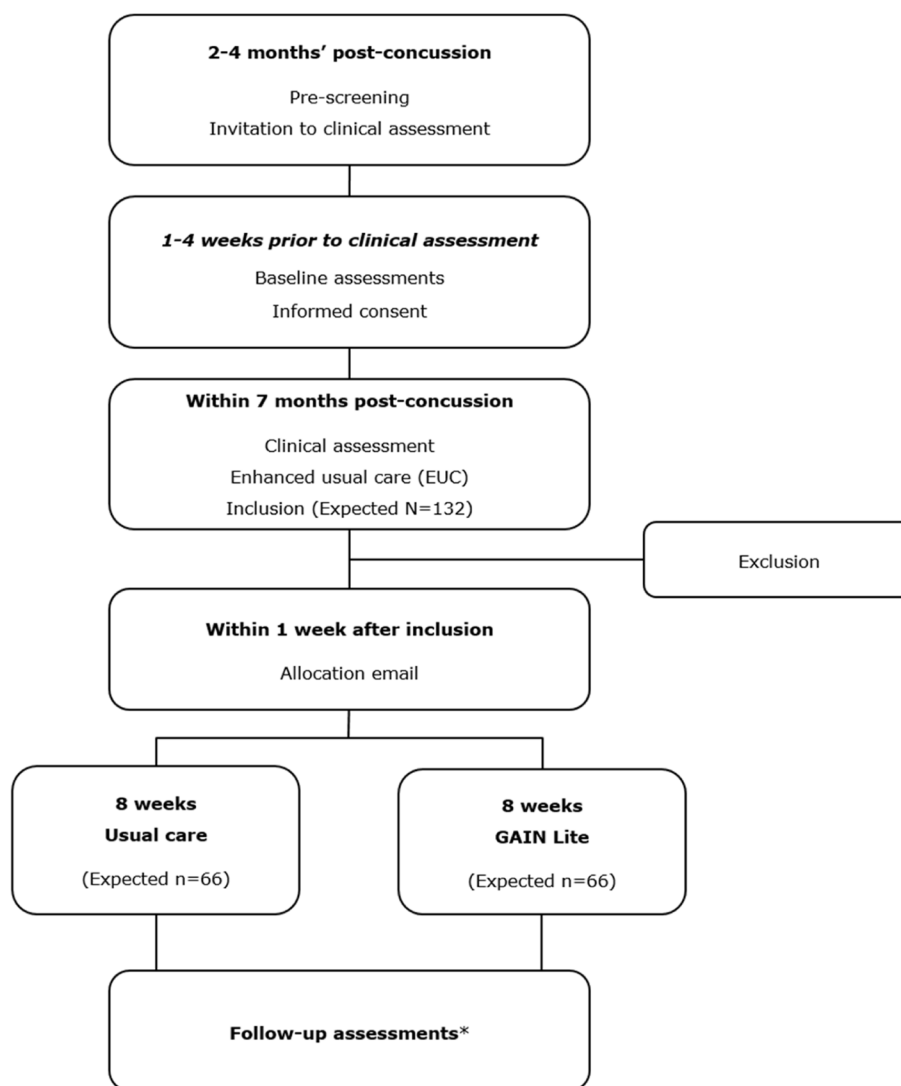 2-4 months’ post-concussion
Pre-screening
Invitation to clinical assessment
1-4 weeks prior to clinical assessment
Baseline assessments
Informed consent
Within 7 months post-concussion
Clinical assessment
Enhanced usual care (EUC)
Inclusion (Expected N=132)
Exclusion
Within 1 week after inclusion
Allocation email
8 weeks
Usual care
(Expected n=66)
8 weeks
GAIN Lite
(Expected n=66)
Follow-up assessments*